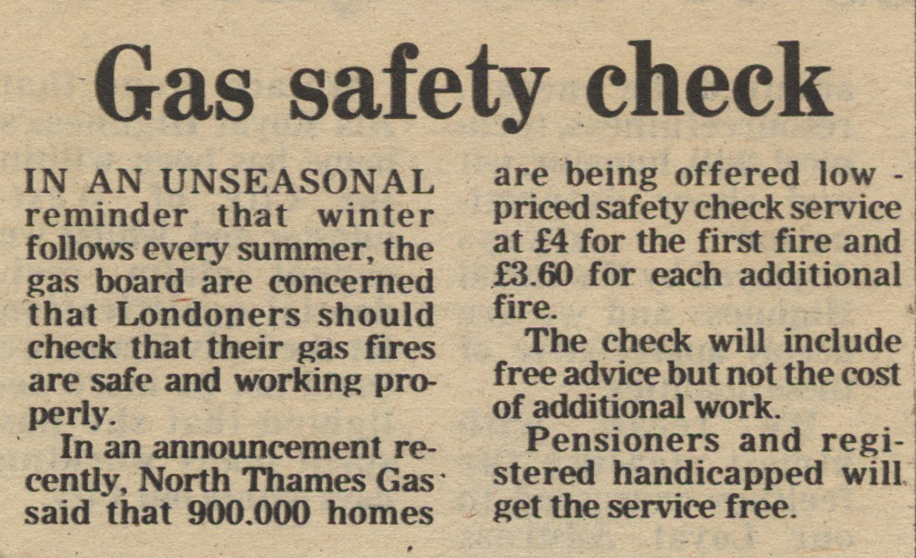 Gas safety check
IN AN UNSEASONAL
reminder that winter
follows every summer, the
gas board are concerned
that Londoners should
check that their gas fires
are safe and working pro-
perly.
In an announcement re-
cently, North Thames Gas
said that 900.000 homes
are being offered low -
priced safety check service
at £4 for the first fire and
£3.60 for each additional
fire.
The check will include
free advice but not the cost
of additional work.
Pensioners and regi-
stered handicapped will
get the service free.